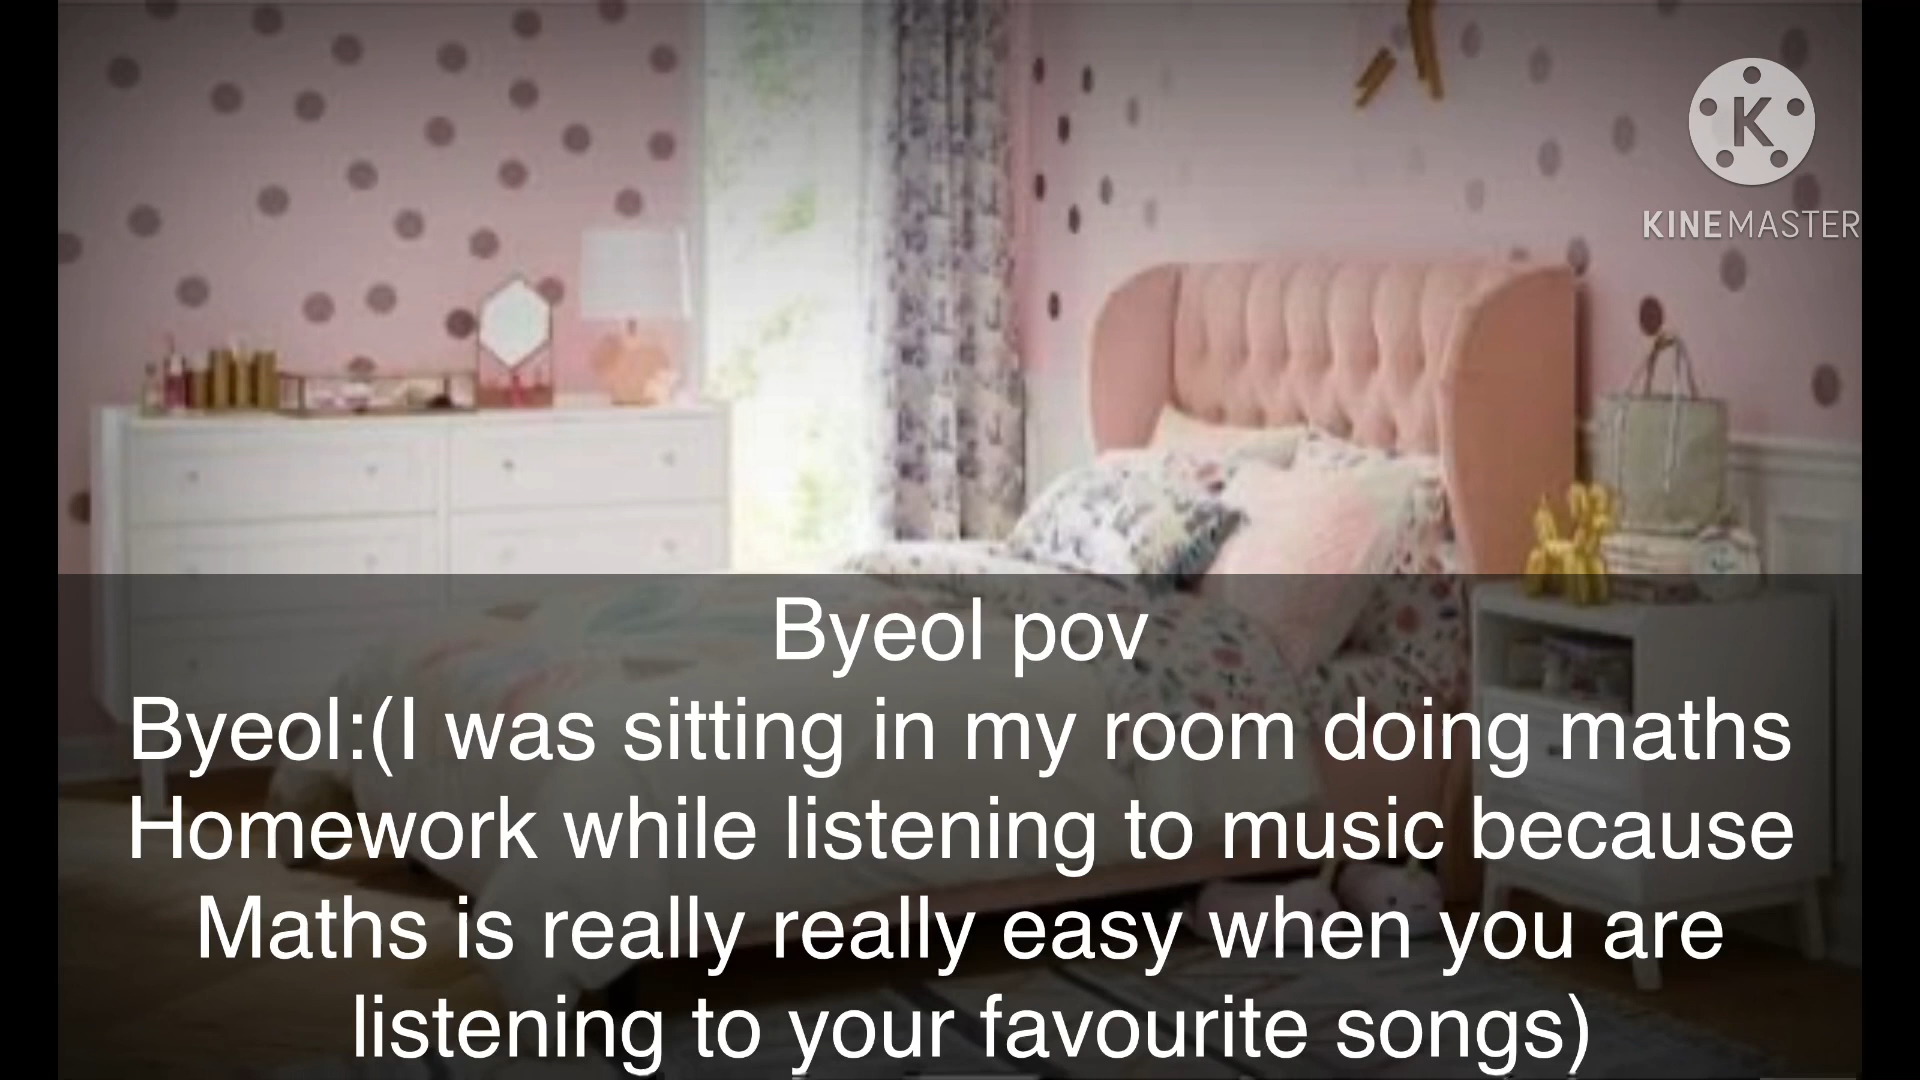 K
KINEMASTER
Byeol pov
Byeol:(I was sitting in my room doing maths
Homework while listening to music because
Maths is really really easy when you are
listening to your favourite songs)